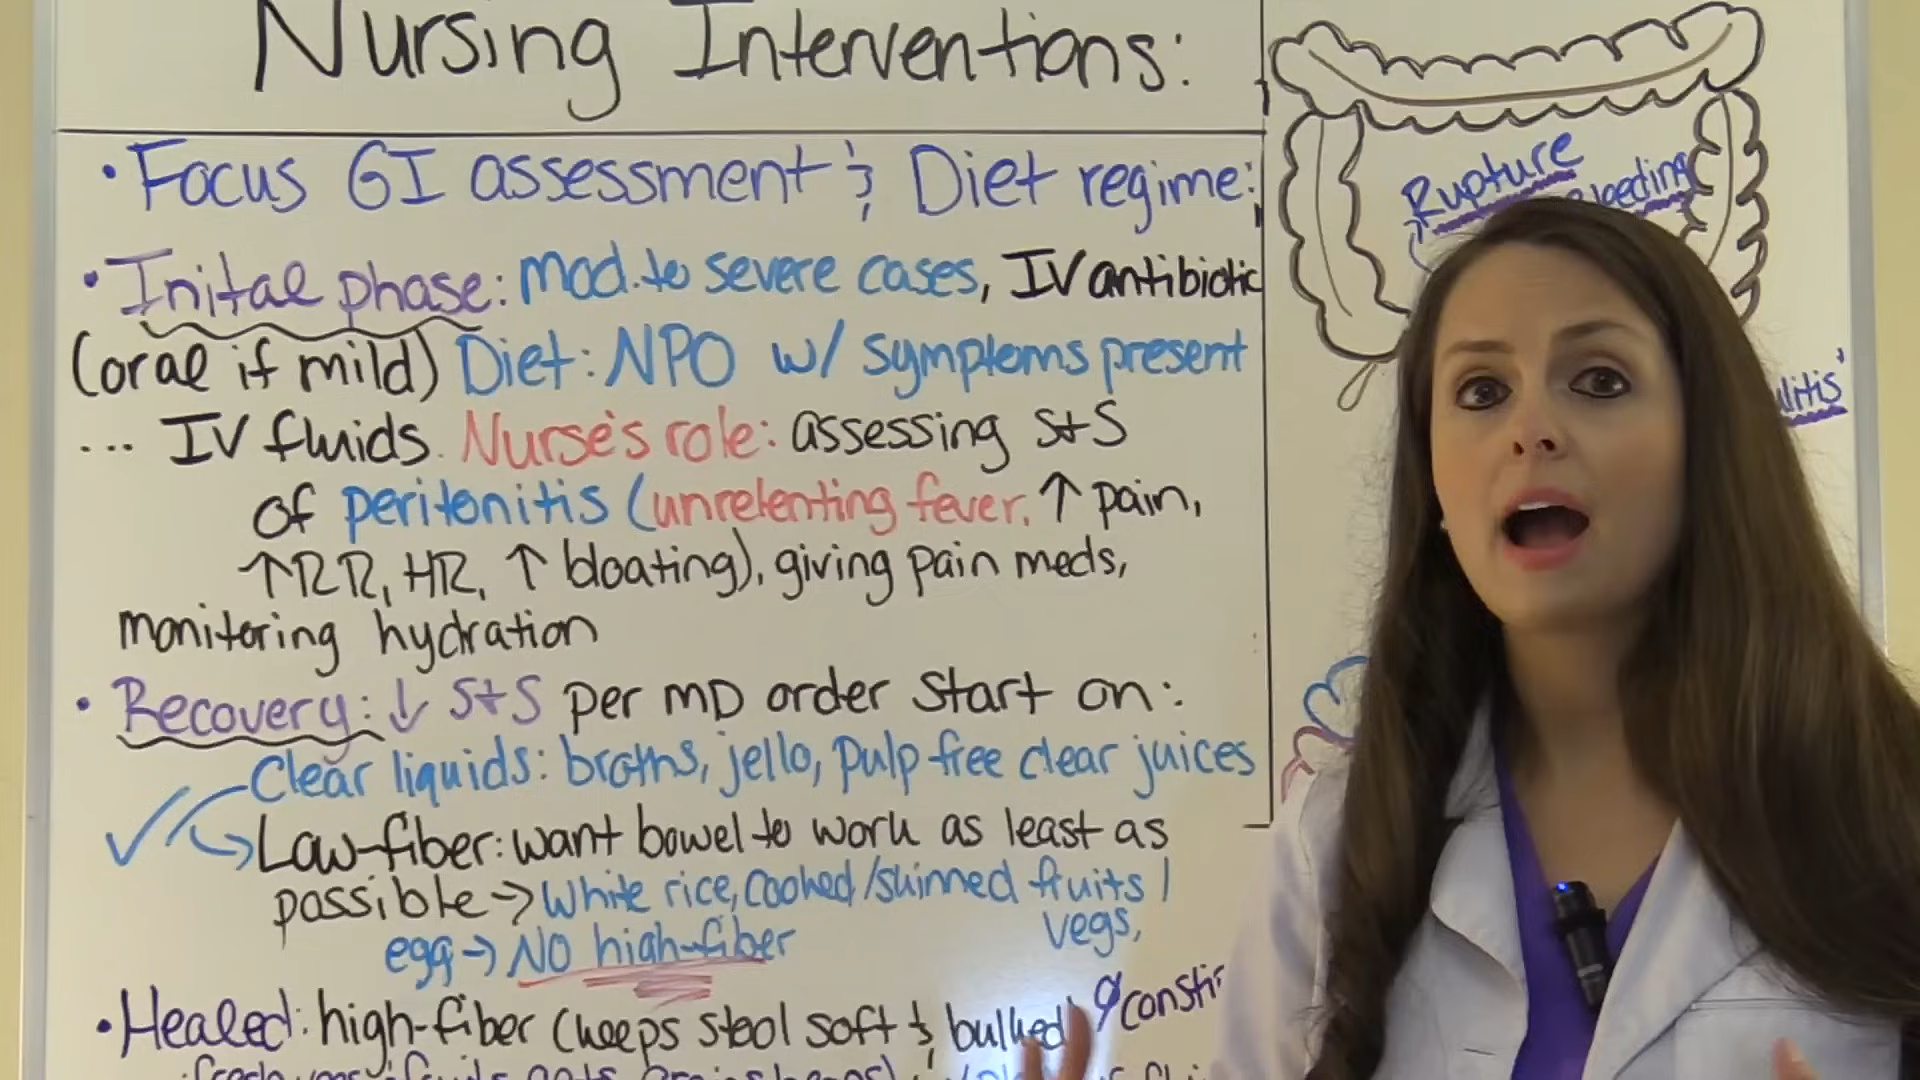 Nursing Interventions:
• Focus GI assessment & Diet regime:
• Inital phase: mod. to severe cases, IV antibiotic
(oral if mild) Diet: NPO w/ symptoms present
... IV fluids. Nurse's role: assessing S+S
of peritonitis (unrelenting fever, ↑ pain,
↑RR, HR, ↑ bloating), giving pain meds,
monitoring hydration
• Recovery: ↓ S+S per MD order start on:
Clear liquids: broths, jello, pulp free clear juices
✓ Low-fiber: want bowel to work as least as
possible → white rice, cooked/skinned fruits/
vegs,
egg → NO high-fiber
• Healed: high-fiber (keeps stool soft & bulked)
Rupture
Bleeding